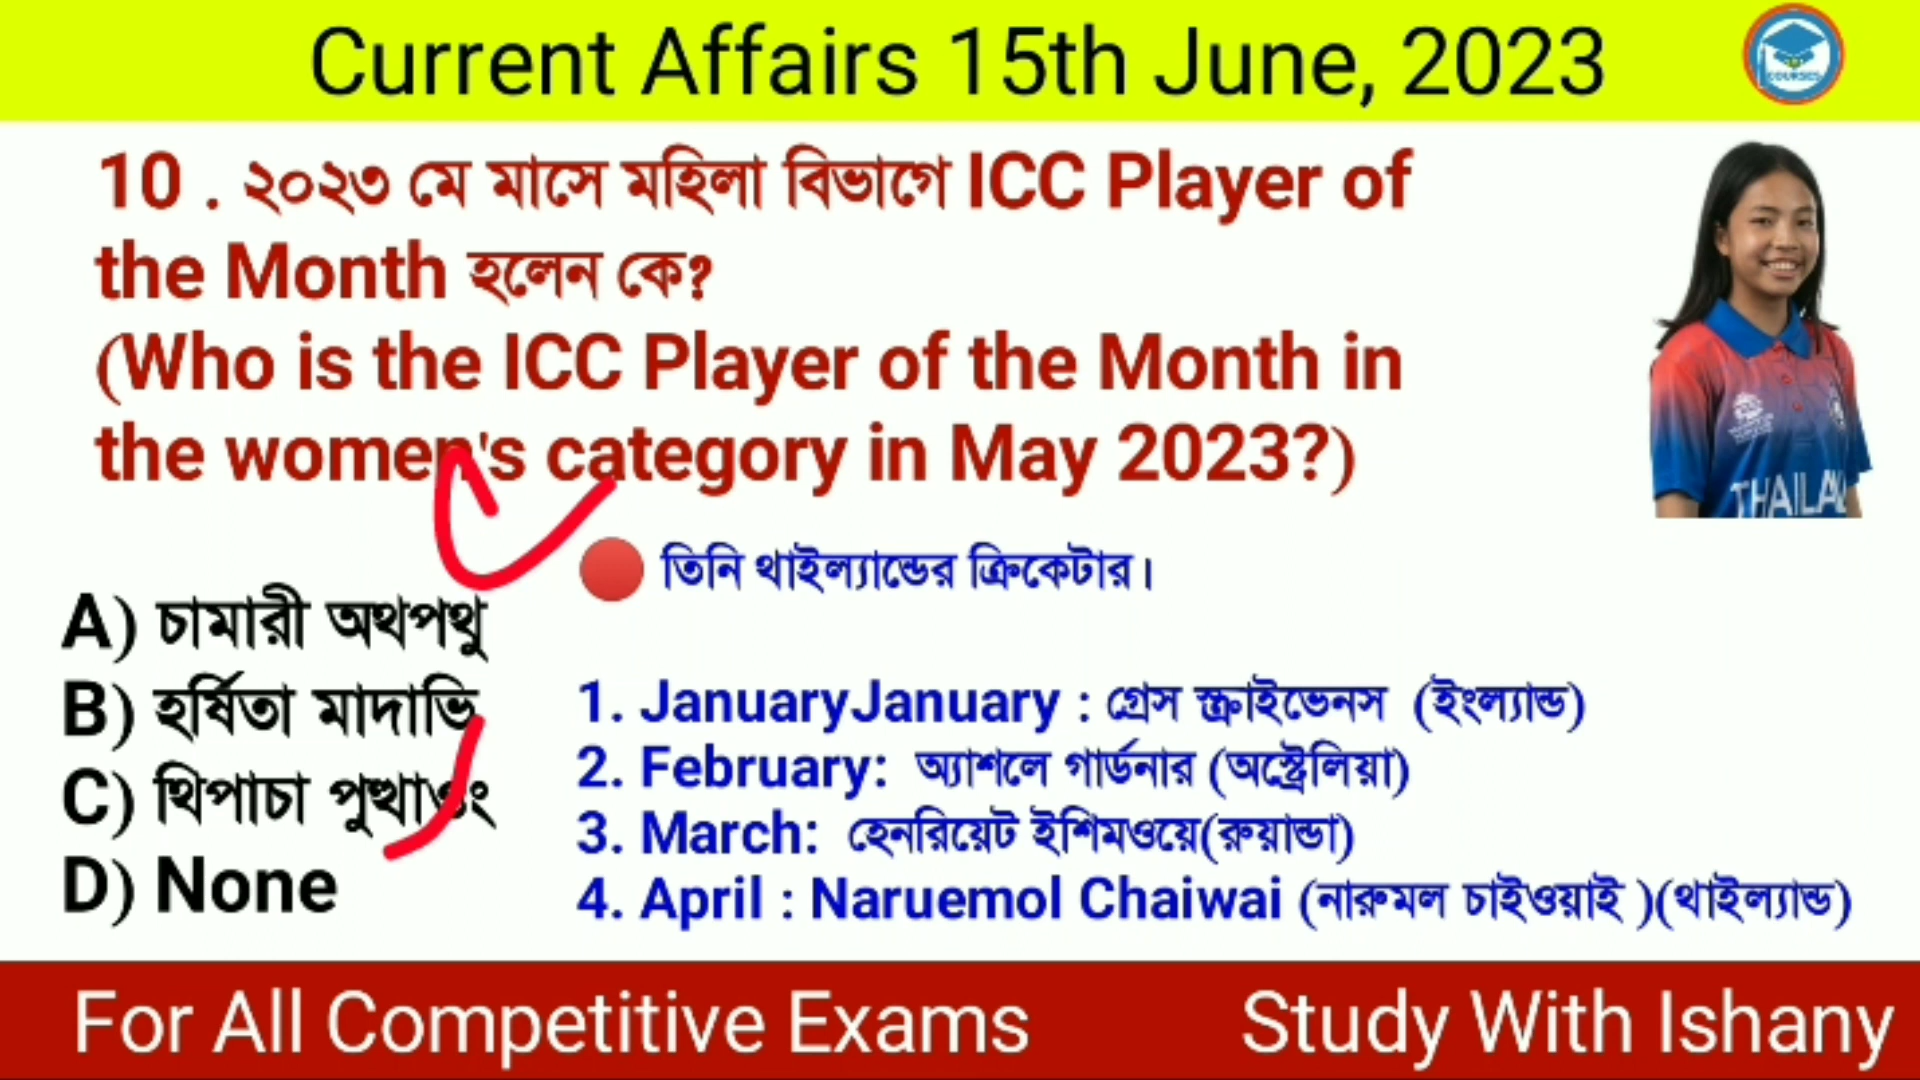 Current Affairs 15th June, 2023
COURSES
10 . ২০২৩ মে মাসে মহিলা বিভাগে ICC Player of
the Month হলেন কে?
(Who is the ICC Player of the Month in
the women's category in May 2023?)
THAILAN
🔴 তিনি থাইল্যান্ডের ক্রিকেটার।
A) চামারী অথপথু
B) হর্ষিতা মাদাভি
C) থিপাচা পুত্থাওং
D) None
1. JanuaryJanuary : গ্রেস স্ক্রাইভেনস (ইংল্যান্ড)
2. February: অ্যাশলে গার্ডনার (অস্ট্রেলিয়া)
3. March: হেনরিয়েট ইশিমওয়ে(রুয়ান্ডা)
4. April : Naruemol Chaiwai (নারুমল চাইওয়াই )(থাইল্যান্ড)
For All Competitive Exams
Study With Ishany